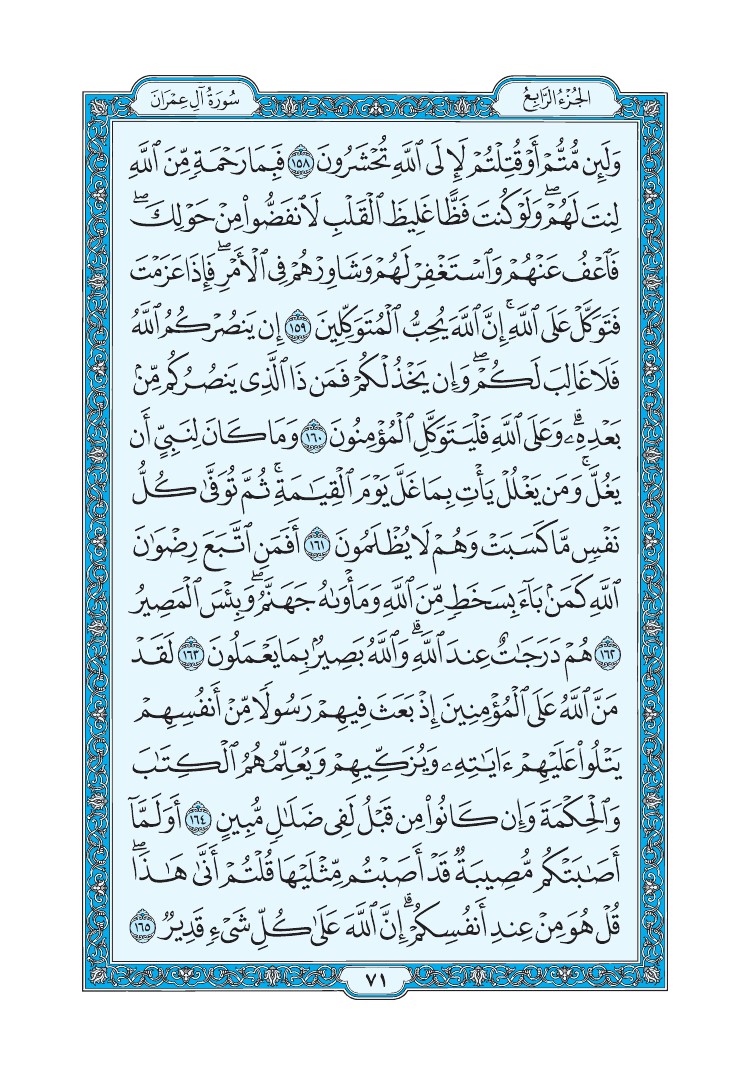 الجُزْءُ الرَّابِعُ
سُورَةُ آلِ عِمْرَانَ
وَلَئِن مُّتُّمْ أَوْ قُتِلْتُمْ لَإِلَى ٱللَّهِ تُحْشَرُونَ ١٥٨ فَبِمَا رَحْمَةٍ مِّنَ ٱللَّهِ
لِنتَ لَهُمْۖ وَلَوْ كُنتَ فَظًّا غَلِيظَ ٱلْقَلْبِ لَٱنفَضُّوا۟ مِنْ حَوْلِكَۖ
فَٱعْفُ عَنْهُمْ وَٱسْتَغْفِرْ لَهُمْ وَشَاوِرْهُمْ فِى ٱلْأَمْرِۖ فَإِذَا عَزَمْتَ
فَتَوَكَّلْ عَلَى ٱللَّهِۚ إِنَّ ٱللَّهَ يُحِبُّ ٱلْمُتَوَكِّلِينَ ١٥٩ إِن يَنصُرْكُمُ ٱللَّهُ
فَلَا غَالِبَ لَكُمْۖ وَإِن يَخْذُلْكُمْ فَمَن ذَا ٱلَّذِى يَنصُرُكُم مِّنۢ
بَعْدِهِۦۗ وَعَلَى ٱللَّهِ فَلْيَتَوَكَّلِ ٱلْمُؤْمِنُونَ ١٦٠ وَمَا كَانَ لِنَبِىٍّ أَن
يَغُلَّۚ وَمَن يَغْلُلْ يَأْتِ بِمَا غَلَّ يَوْمَ ٱلْقِيَٰمَةِۚ ثُمَّ تُوَفَّىٰ كُلُّ
نَفْسٍ مَّا كَسَبَتْ وَهُمْ لَا يُظْلَمُونَ ١٦١ أَفَمَنِ ٱتَّبَعَ رِضْوَٰنَ
ٱللَّهِ كَمَنۢ بَآءَ بِسَخَطٍ مِّنَ ٱللَّهِ وَمَأْوَىٰهُ جَهَنَّمُۖ وَبِئْسَ ٱلْمَصِيرُ
١٦٢ هُمْ دَرَجَٰتٌ عِندَ ٱللَّهِۗ وَٱللَّهُ بَصِيرٌۢ بِمَا يَعْمَلُونَ ١٦٣ لَقَدْ
مَنَّ ٱللَّهُ عَلَى ٱلْمُؤْمِنِينَ إِذْ بَعَثَ فِيهِمْ رَسُولًا مِّنْ أَنفُسِهِمْ
يَتْلُوا۟ عَلَيْهِمْ ءَايَٰتِهِۦ وَيُزَكِّيهِمْ وَيُعَلِّمُهُمُ ٱلْكِتَٰبَ
وَٱلْحِكْمَةَ وَإِن كَانُوا۟ مِن قَبْلُ لَفِى ضَلَٰلٍ مُّبِينٍ ١٦٤ أَوَلَمَّآ
أَصَٰبَتْكُم مُّصِيبَةٌ قَدْ أَصَبْتُم مِّثْلَيْهَا قُلْتُمْ أَنَّىٰ هَٰذَاۖ
قُلْ هُوَ مِنْ عِندِ أَنفُسِكُمْۗ إِنَّ ٱللَّهَ عَلَىٰ كُلِّ شَىْءٍ قَدِيرٌ ١٦٥
٧١